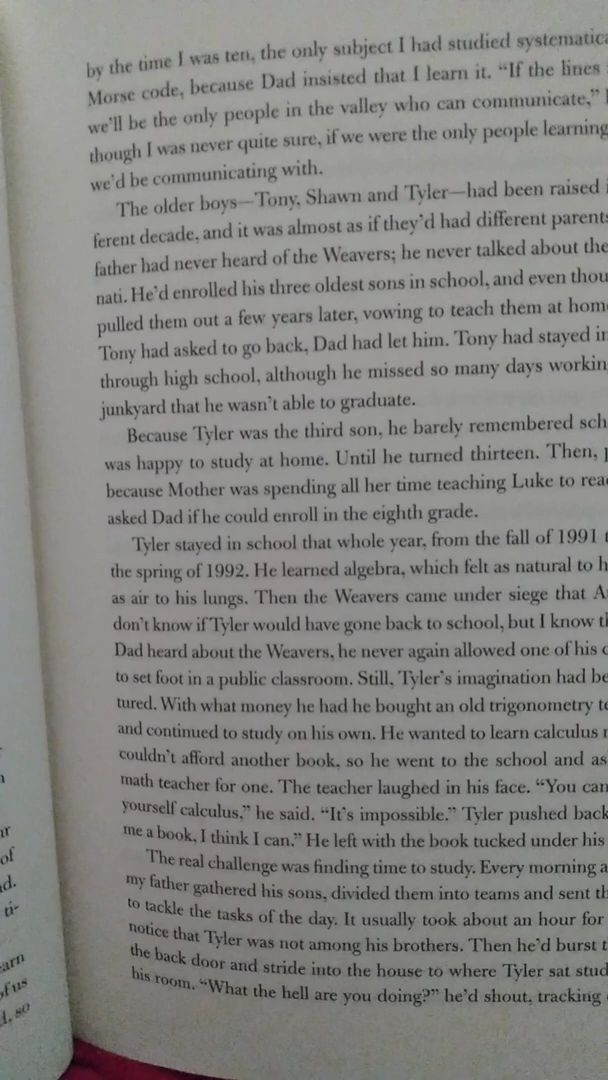 by the time I was ten, the only subject I had studied
Morse code, because Dad insisted that I learn it. “If the lines
we’ll be the only people in the valley who can communicate,”
though I was never quite sure, if we were the only people learning
we’d be communicating with.
The older boys—Tony, Shawn and Tyler—had been raised
ferent decade, and it was almost as if they’d had different parents
father had never heard of the Weavers; he never talked about the
nati. He’d enrolled his three oldest sons in school, and even
pulled them out a few years later, vowing to teach them at
Tony had asked to go back, Dad had let him. Tony had stayed
through high school, although he missed so many days
junkyard that he wasn’t able to graduate.
Because Tyler was the third son, he barely remembered
was happy to study at home. Until he turned thirteen. Then,
because Mother was spending all her time teaching Luke to
asked Dad if he could enroll in the eighth grade.
Tyler stayed in school that whole year, from the fall of 1991
the spring of 1992. He learned algebra, which felt as natural to
as air to his lungs. Then the Weavers came under siege that
don’t know if Tyler would have gone back to school, but I know
Dad heard about the Weavers, he never again allowed one of his
to set foot in a public classroom. Still, Tyler’s imagination had
tured. With what money he had he bought an old trigonometry
and continued to study on his own. He wanted to learn calculus
couldn’t afford another book, so he went to the school and
math teacher for one. The teacher laughed in his face. “You
yourself calculus,” he said. “It’s impossible.” Tyler pushed back
me a book, I think I can.” He left with the book tucked under his
The real challenge was finding time to study. Every morning
my father gathered his sons, divided them into teams and sent
to tackle the tasks of the day. It usually took about an hour for
notice that Tyler was not among his brothers. Then he’d burst
the back door and stride into the house to where Tyler sat
his room. “What the hell are you doing?” he’d shout, tracking
of